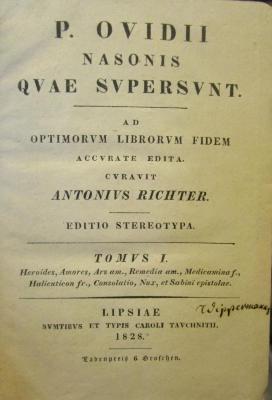 P. OVIDII
NASONIS
QVAE SVPERSVNT.
AD
OPTIMORVM LIBRORVM FIDEM
ACCVRATE EDITA.
CVRAVIT
ANTONIVS RICHTER.
EDITIO STEREOTYPA.
TOMVS I.
Heroides, Amores, Ars am., Remedia am., Medicamina f.,
Halieuticon fr., Consolatio, Nux, et Sabini epistolae.
LIPSIAE
SVMTIBVS ET TYPIS CAROLI TAVCHNITII.
1828.
Ladenpreis 6 Groschen.